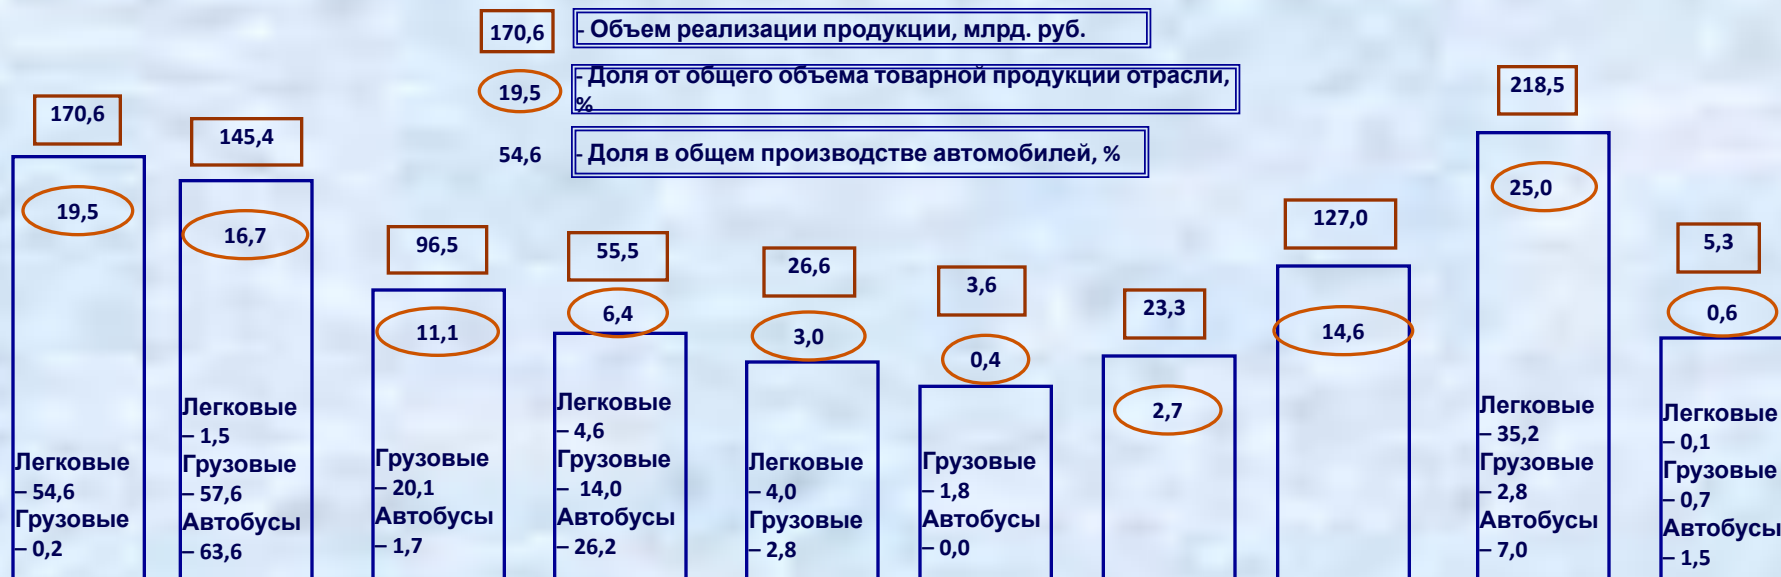 170,6
- Объем реализации продукции, млрд. руб.
19,5
- Доля от общего объема товарной продукции отрасли,
%
54,6
- Доля в общем производстве автомобилей, %
170,6
19,5
Легковые
– 54,6
Грузовые
– 0,2
145,4
16,7
Легковые
– 1,5
Грузовые
– 57,6
Автобусы
– 63,6
96,5
11,1
Грузовые
– 20,1
Автобусы
– 1,7
55,5
6,4
Легковые
– 4,6
Грузовые
– 14,0
Автобусы
– 26,2
26,6
3,0
Легковые
– 4,0
Грузовые
– 2,8
3,6
0,4
Грузовые
– 1,8
Автобусы
– 0,0
23,3
2,7
127,0
14,6
218,5
25,0
Легковые
– 35,2
Грузовые
– 2,8
Автобусы
– 7,0
5,3
0,6
Легковые
– 0,1
Грузовые
– 0,7
Автобусы
– 1,5